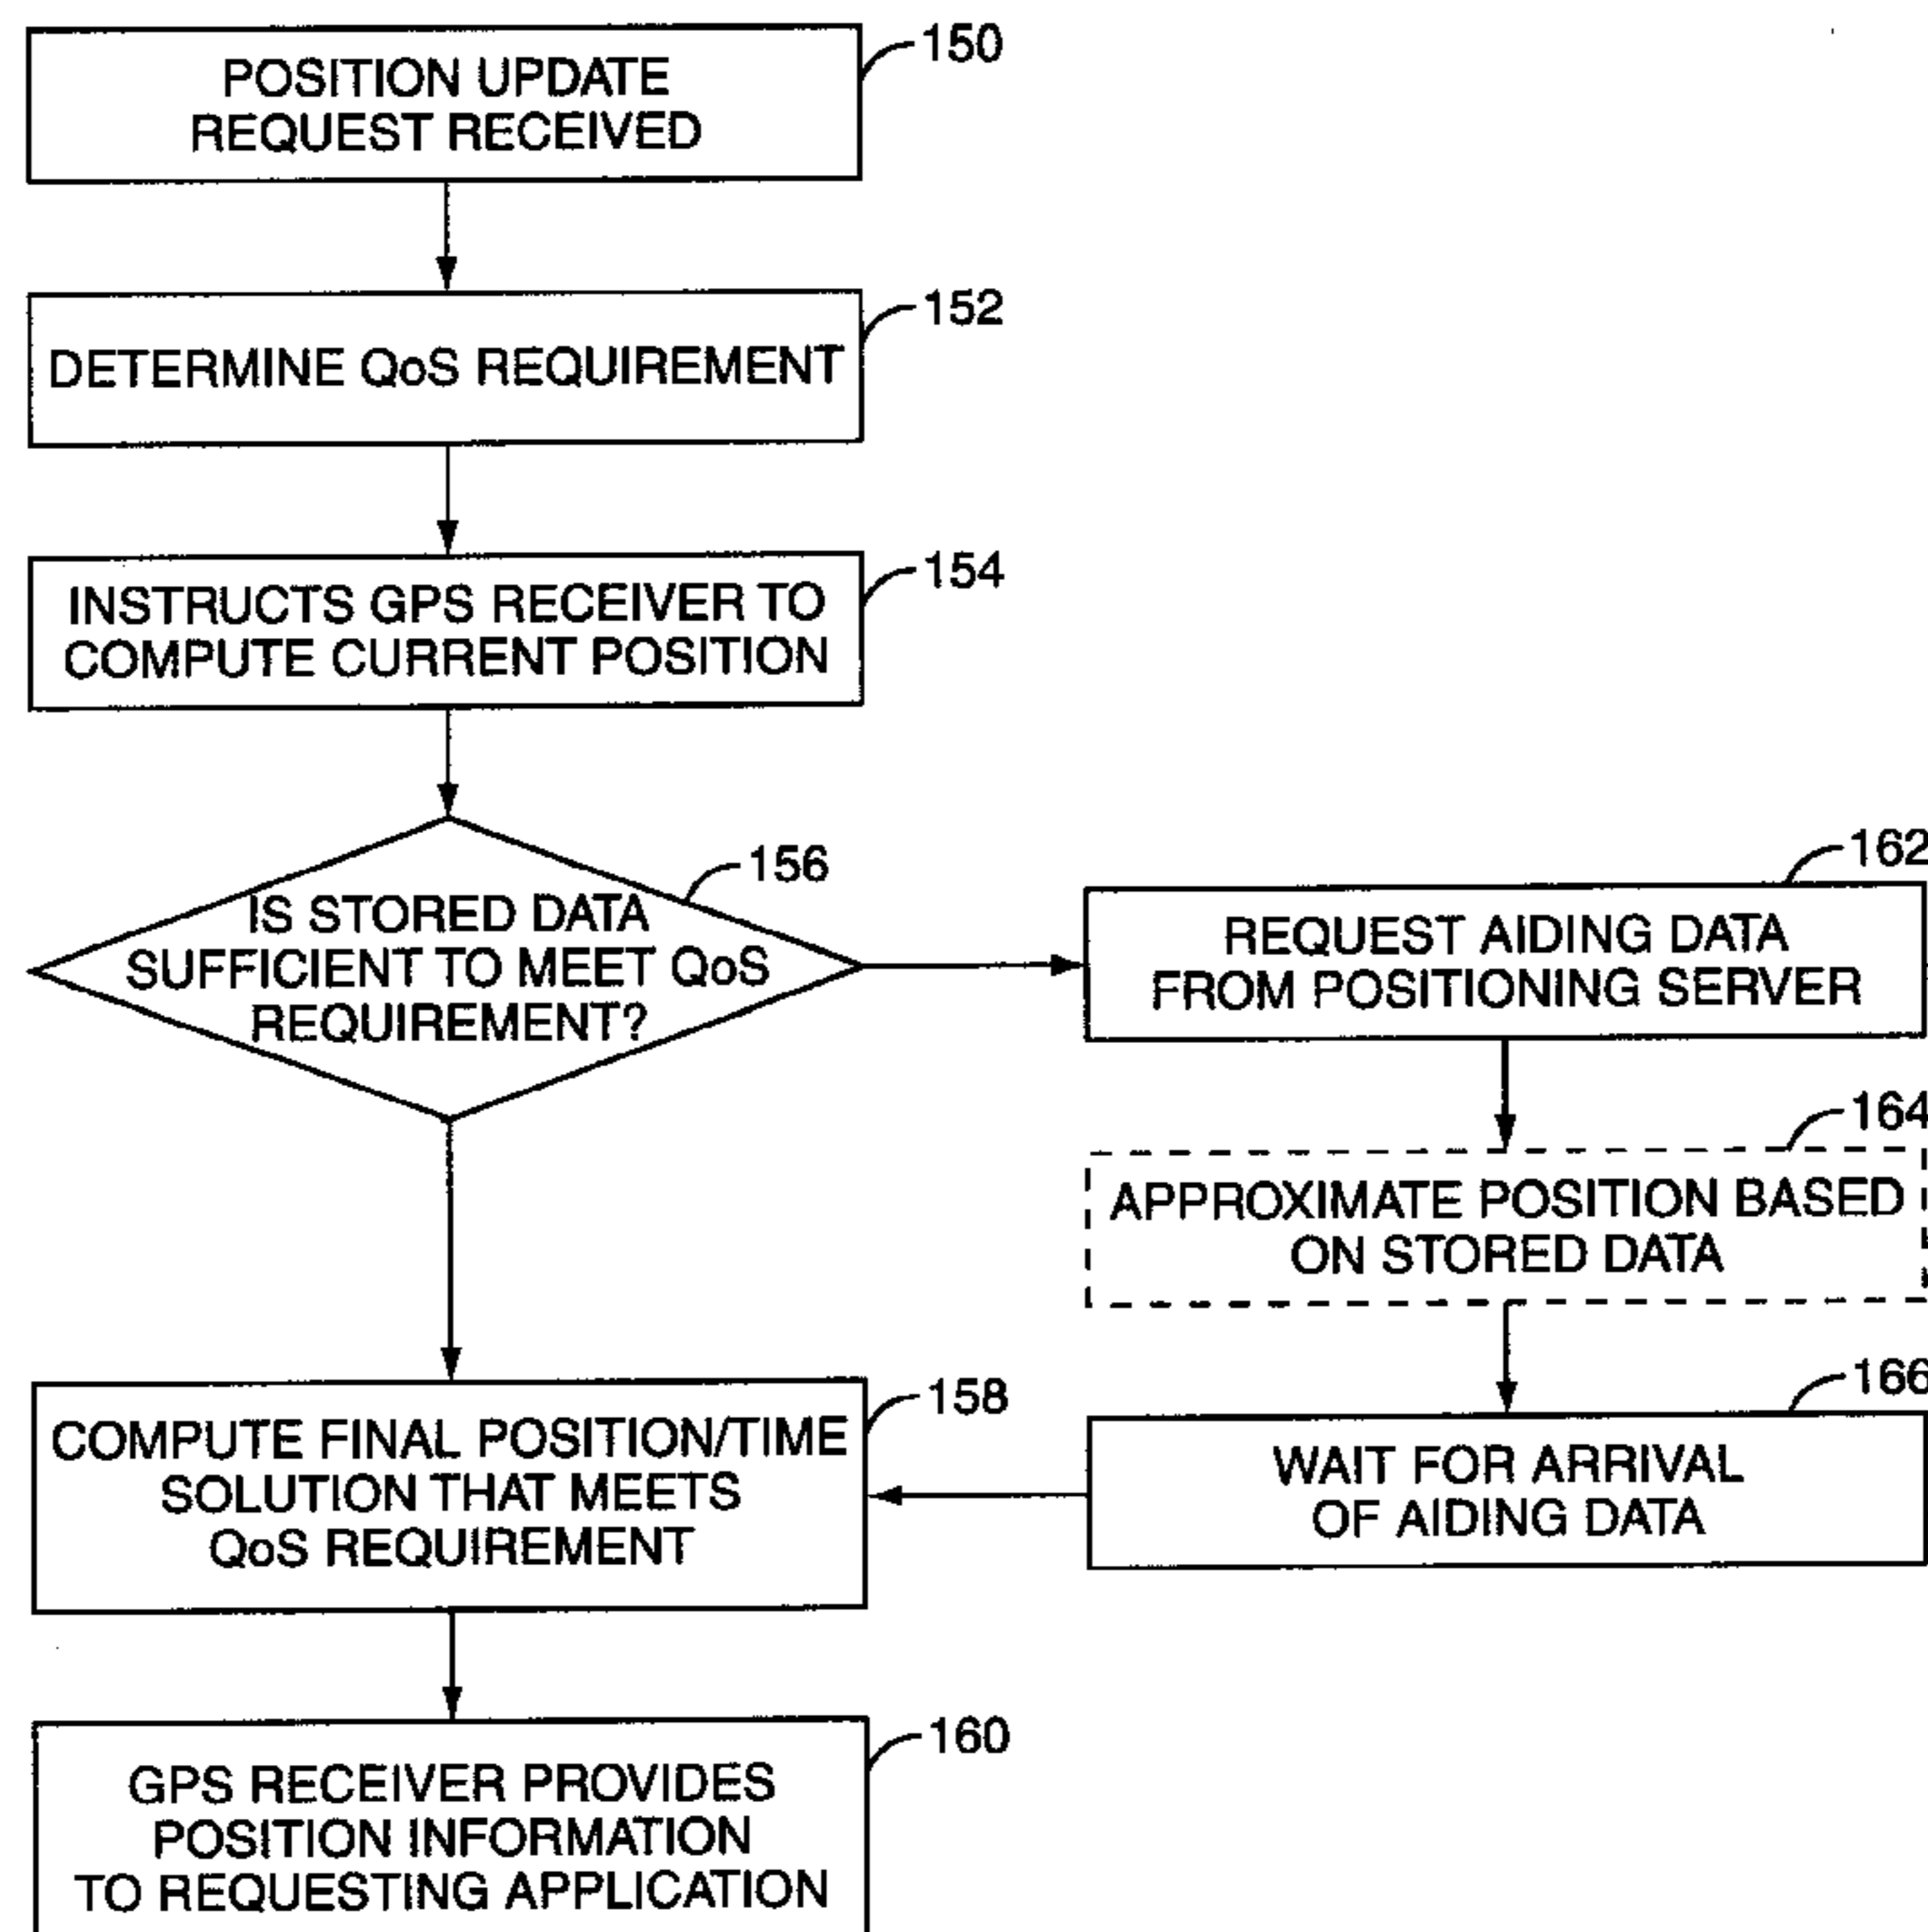 150
POSITION UPDATE
REQUEST RECEIVED
152
DETERMINE QoS REQUIREMENT
154
INSTRUCTS GPS RECEIVER TO
COMPUTE CURRENT POSITION
156
IS STORED DATA
SUFFICIENT TO MEET QoS
REQUIREMENT?
162
REQUEST AIDING DATA
FROM POSITIONING SERVER
164
APPROXIMATE POSITION BASED
ON STORED DATA
166
WAIT FOR ARRIVAL
OF AIDING DATA
158
COMPUTE FINAL POSITION/TIME
SOLUTION THAT MEETS
QoS REQUIREMENT
160
GPS RECEIVER PROVIDES
POSITION INFORMATION
TO REQUESTING APPLICATION